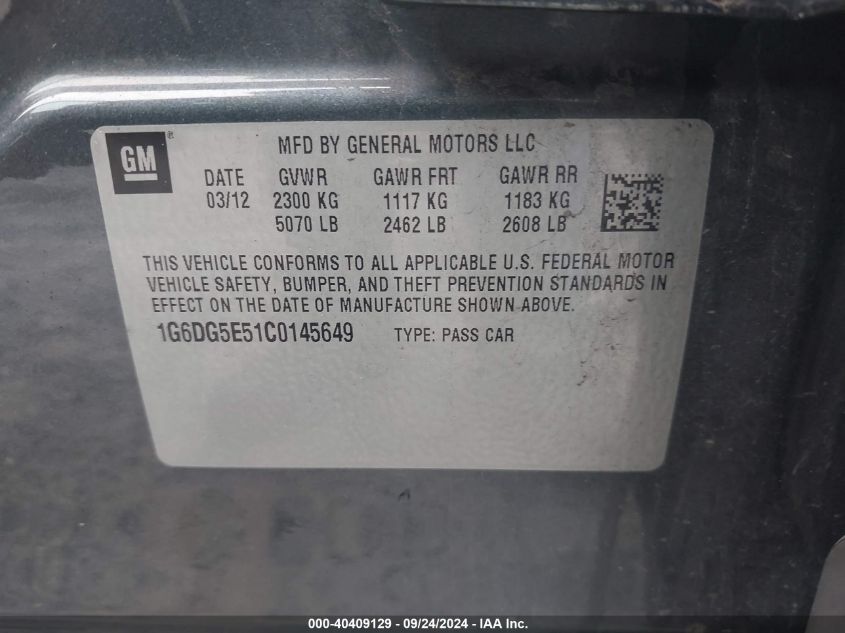 GM ®
MFD BY GENERAL MOTORS LLC
DATE GVWR GAWR FRT GAWR RR
03/12 2300 KG 1117 KG 1183 KG
5070 LB 2462 LB 2608 LB
THIS VEHICLE CONFORMS TO ALL APPLICABLE U.S. FEDERAL MOTOR
VEHICLE SAFETY, BUMPER, AND THEFT PREVENTION STANDARDS IN
EFFECT ON THE DATE OF MANUFACTURE SHOWN ABOVE.
1G6DG5E51C0145649 TYPE: PASS CAR
000-40409129 - 09/24/2024 - IAA Inc.